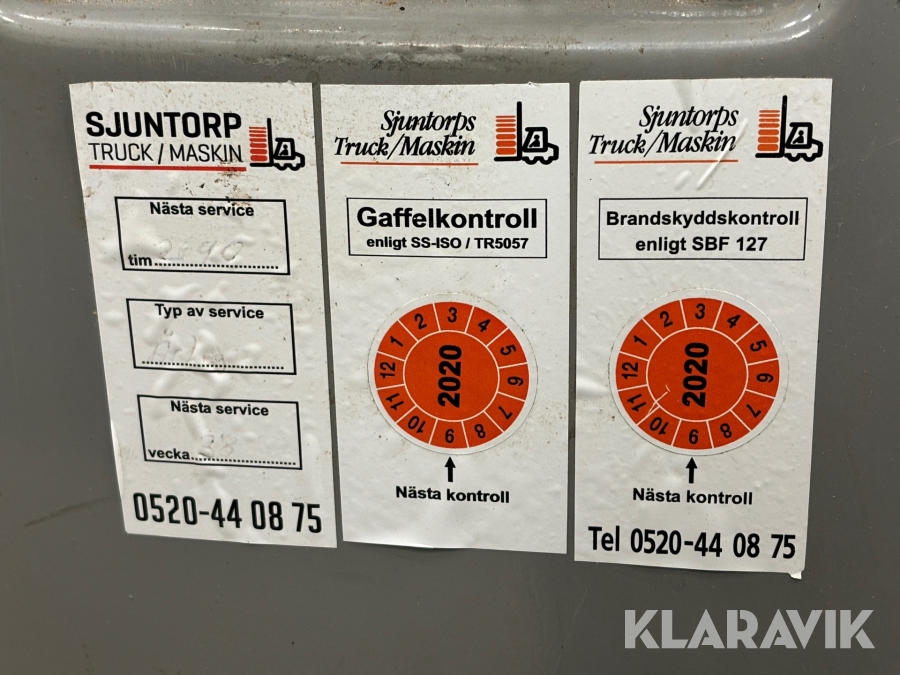 SJUNTORP
TRUCK / MASKIN
Nästa service
tim
Typ av service
Nästa service
vecka 38
0520-44 08 75
Sjuntorps
Truck/Maskin
Gaffelkontroll
enligt SS-ISO / TR5057
1 2 3 4 5 6 7 8 9 10 11 12
2020
Nästa kontroll
Sjuntorps
Truck/Maskin
Brandskyddskontroll
enligt SBF 127
1 2 3 4 5 6 7 8 9 10 11 12
2020
Nästa kontroll
Tel 0520-44 08 75
KLARAVIK